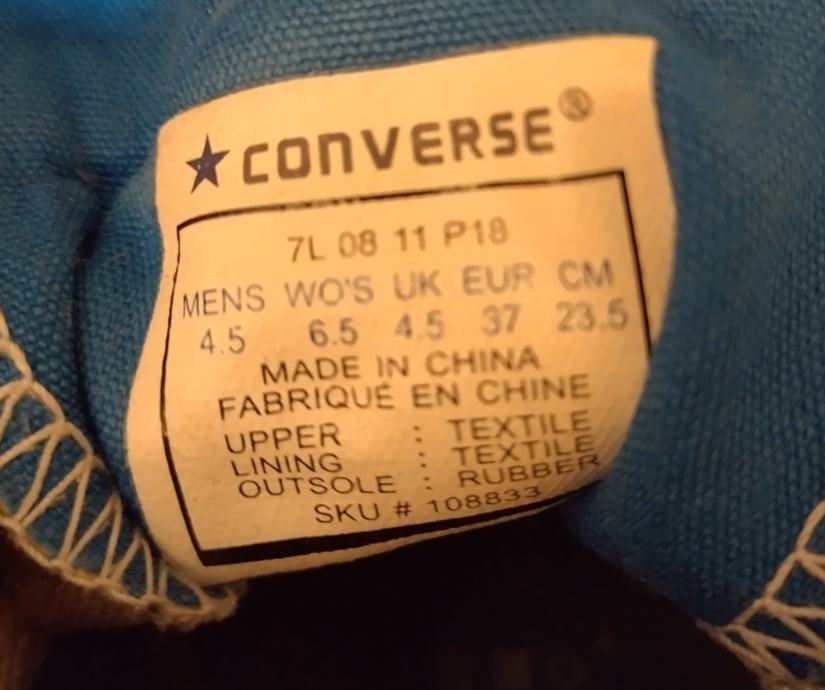 ★ CONVERSE®
7L 08 11 P18
MENS WO'S UK EUR CM
4.5 6.5 4.5 37 23.5
MADE IN CHINA
FABRIQUÉ EN CHINE
UPPER : TEXTILE
LINING : TEXTILE
OUTSOLE : RUBBER
SKU # 108833